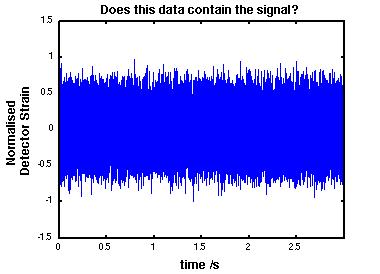 Does this data contain the signal?
1.5
1
0.5
0
-0.5
-1
-1.5
Normalised
Detector Strain
0 0.5 1 1.5 2 2.5
time /s